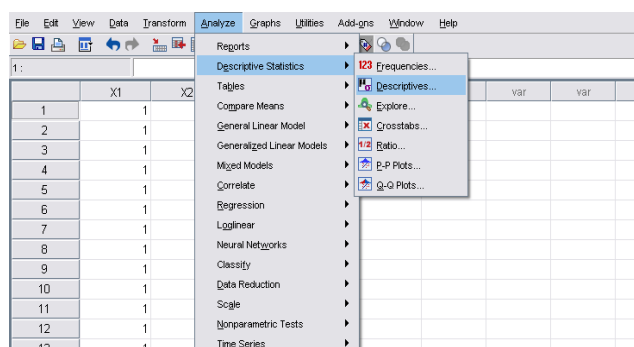 File Edit View Data Transform Analyze Graphs Utilities Add-ons Window Help
1 :
Reports
Descriptive Statistics
Tables
Compare Means
General Linear Model
Generalized Linear Models
Mixed Models
Correlate
Regression
Loglinear
Neural Networks
Classify
Data Reduction
Scale
Nonparametric Tests
Time Series
123 Frequencies...
Descriptives...
Explore...
Crosstabs...
1/2 Ratio...
P-P Plots...
Q-Q Plots...
X1 X2 var var
1 1
2 1
3 1
4 1
5 1
6 1
7 1
8 1
9 1
10 1
11 1
12 1
13 1